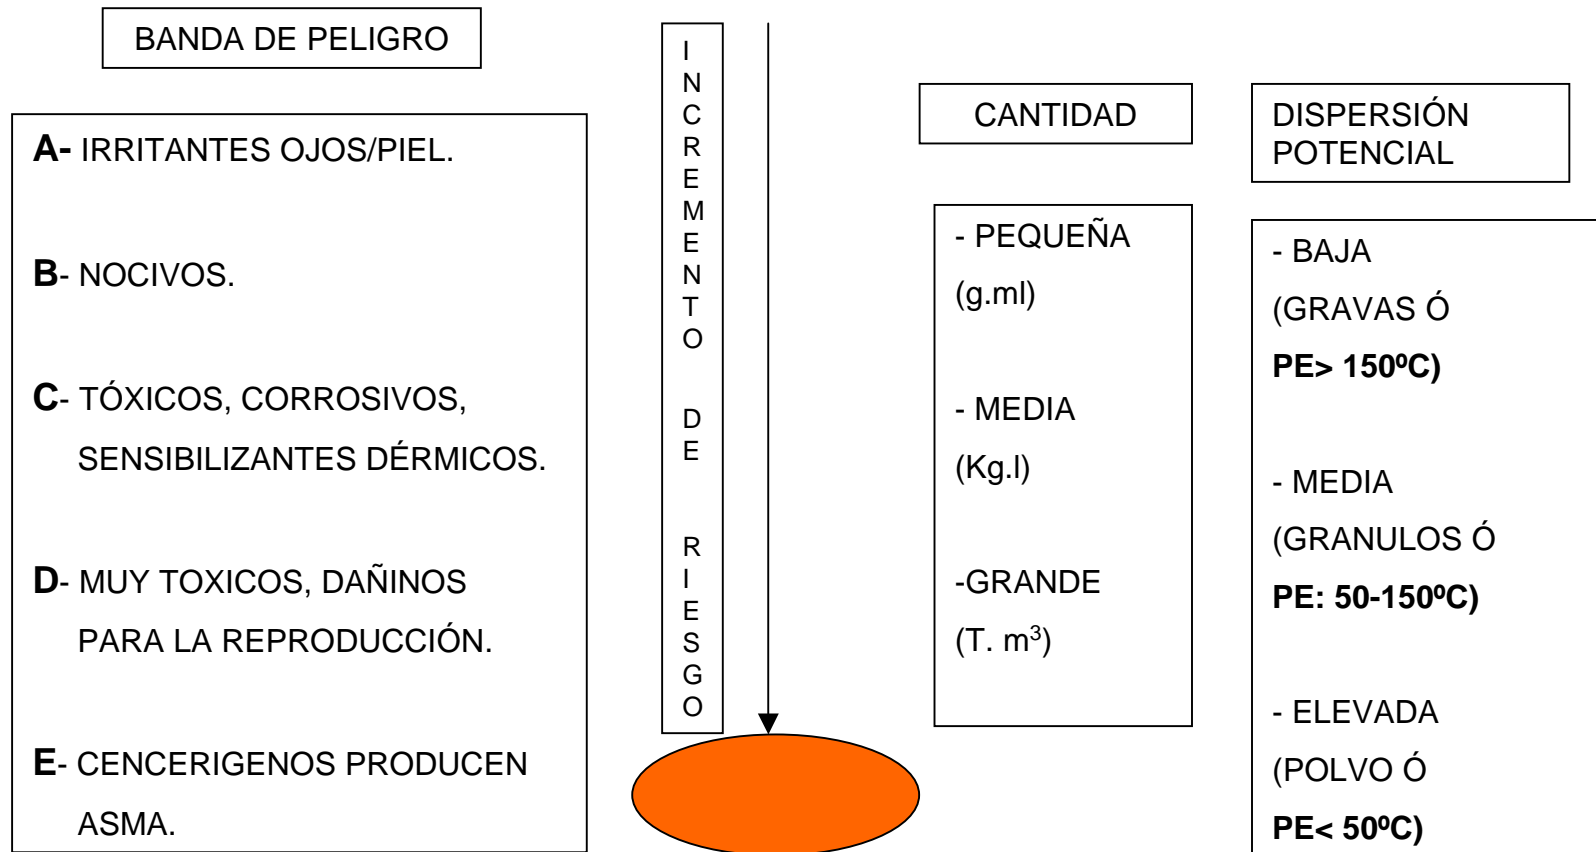 BANDA DE PELIGRO
A- IRRITANTES OJOS/PIEL.
B- NOCIVOS.
C- TÓXICOS, CORROSIVOS,
SENSIBILIZANTES DÉRMICOS.
D- MUY TOXICOS, DAÑINOS
PARA LA REPRODUCCIÓN.
E- CENCERIGENOS PRODUCEN
ASMA.
INCREMENTO DE RIESGO
CANTIDAD
- PEQUEÑA
(g.ml)
- MEDIA
(Kg.l)
-GRANDE
(T. m³)
DISPERSIÓN
POTENCIAL
- BAJA
(GRAVAS Ó
PE> 150ºC)
- MEDIA
(GRANULOS Ó
PE: 50-150ºC)
- ELEVADA
(POLVO Ó
PE< 50ºC)